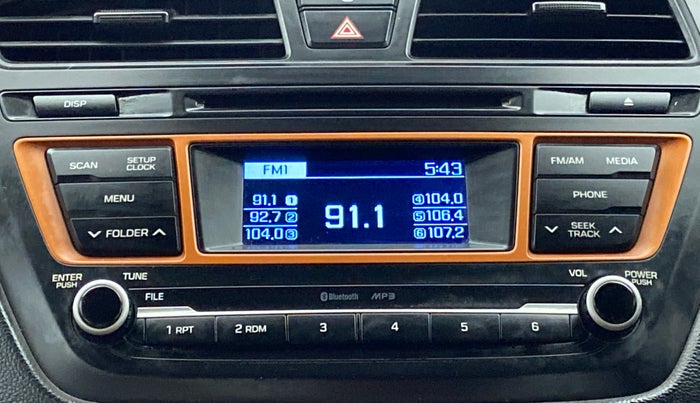 DISP
SCAN
SETUP
CLOCK
MENU
FOLDER
FM1
5:43
91.1 1
92.7 2
104.0 3
91.1
4 104.0
5 106.4
6 107.2
FM/AM
MEDIA
PHONE
SEEK
TRACK
ENTER
PUSH
TUNE
FILE
Bluetooth
MP3
VOL
POWER
PUSH
1 RPT
2 RDM
3
4
5
6